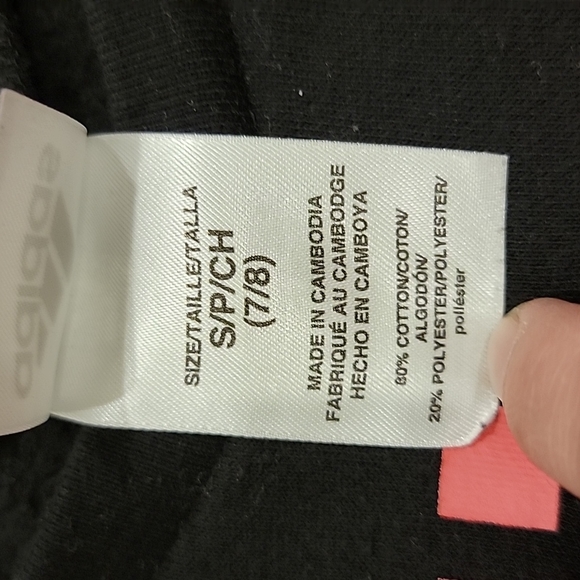 adidas
SIZE/TAILLE/TALLA
S/P/CH
(7/8)
MADE IN CAMBODIA
FABRIQUÉ AU CAMBODGE
HECHO EN CAMBOYA
80% COTTON/COTON/
ALGODÓN/
20% POLYESTER/POLYESTER/
poliéster